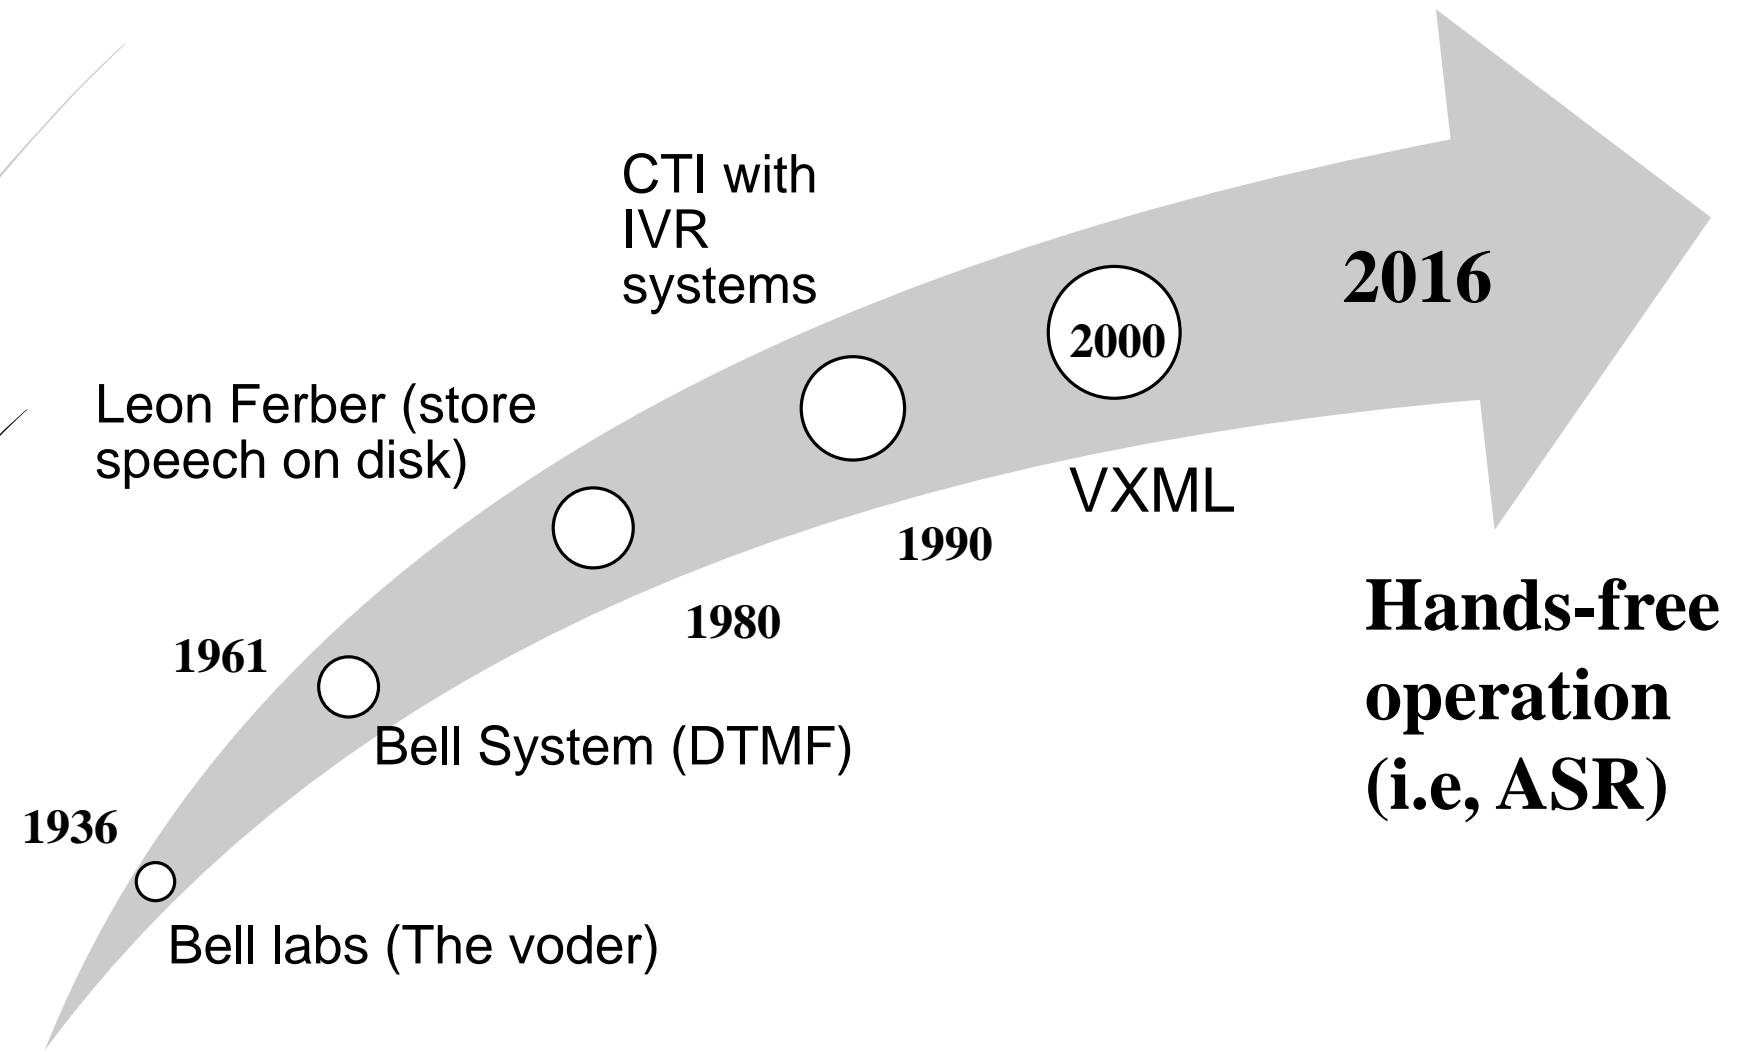 CTI with
IVR
systems
2016
2000
Leon Ferber (store
speech on disk)
VXML
1990
Hands-free
operation
(i.e, ASR)
1980
1961
Bell System (DTMF)
1936
Bell labs (The voder)